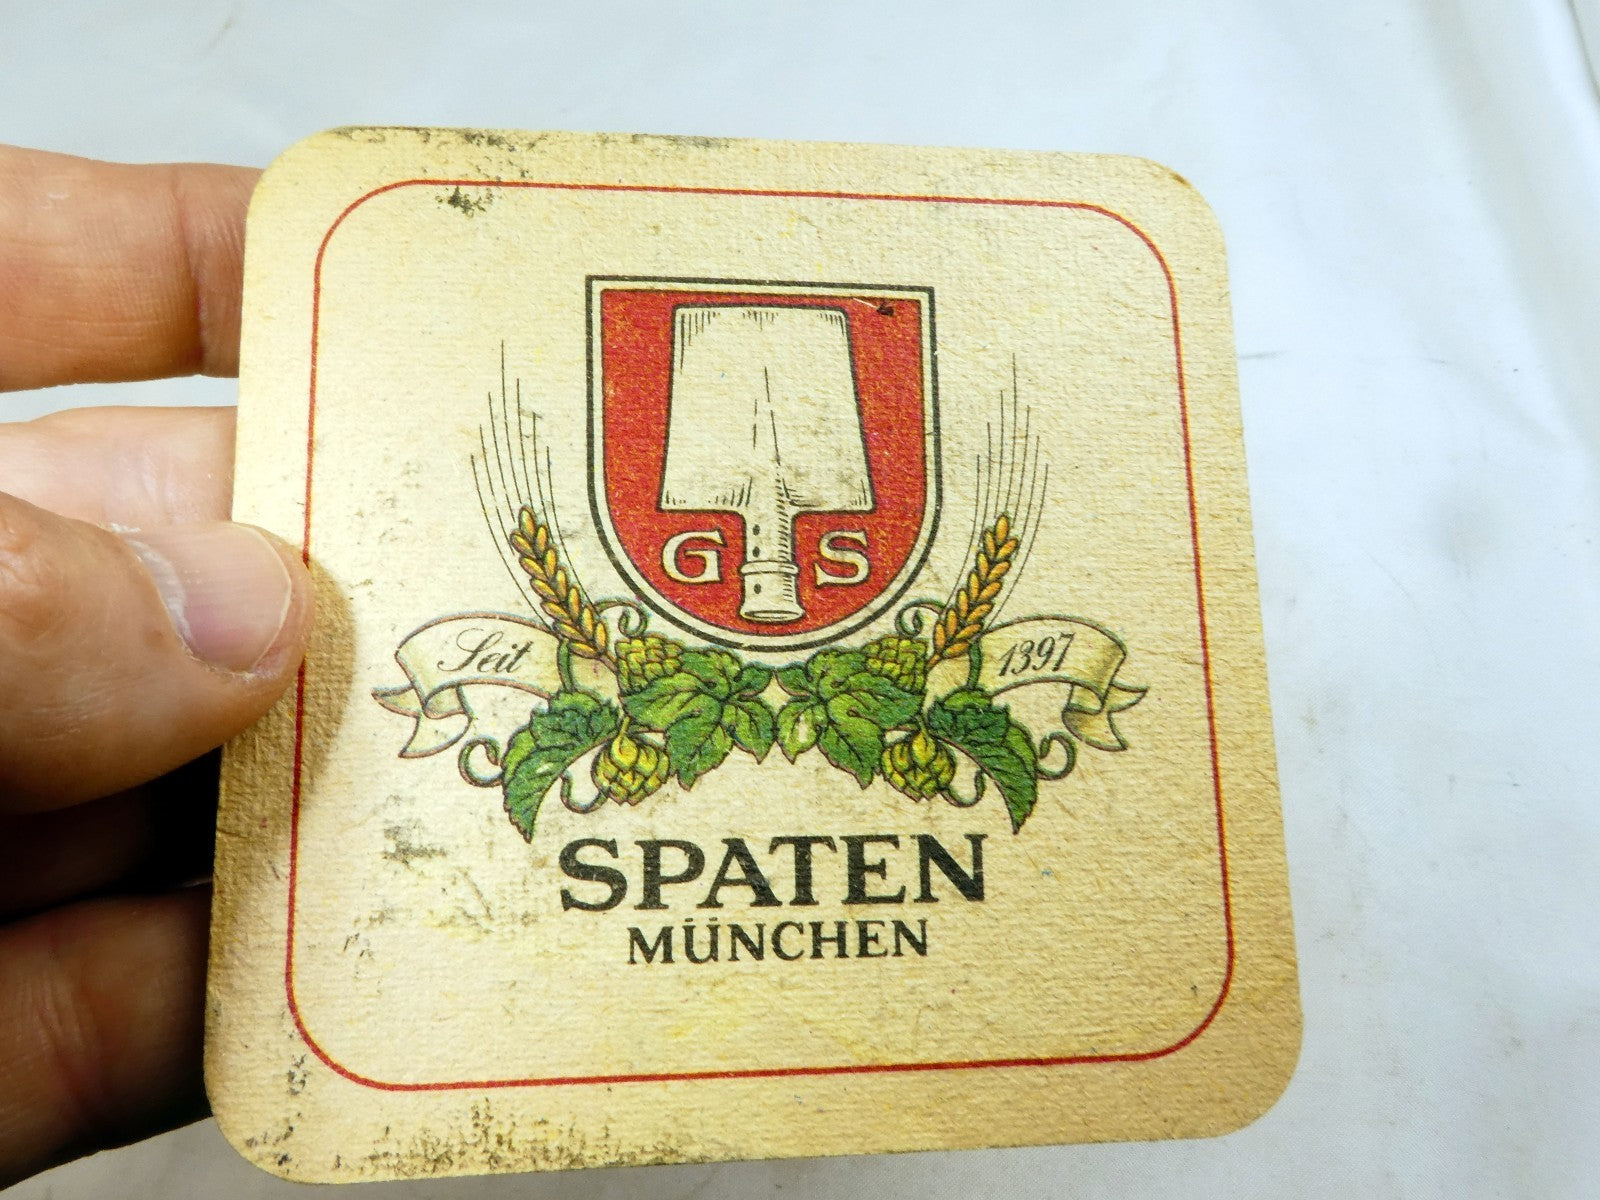 G S
Seit 1397
SPATEN
MÜNCHEN